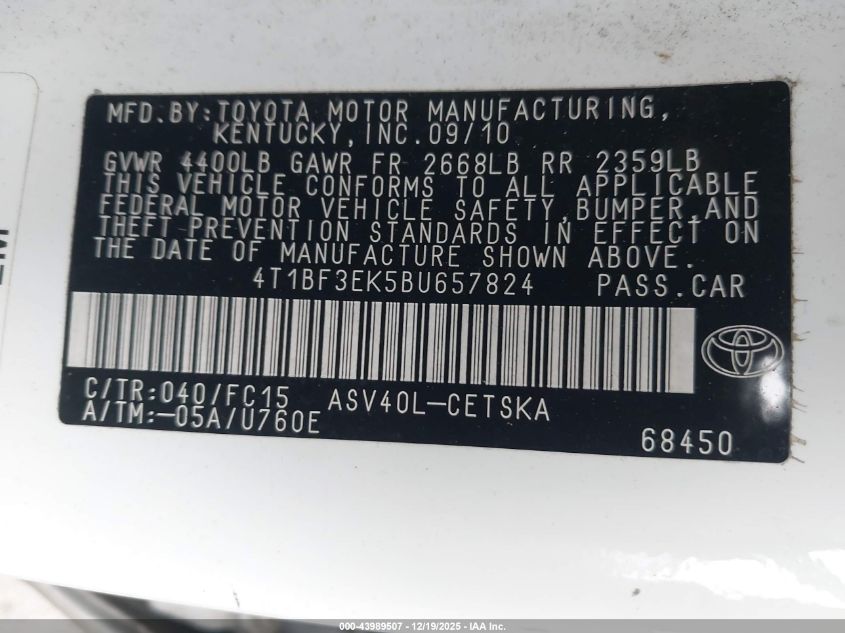 MFD.BY:TOYOTA MOTOR MANUFACTURING,
KENTUCKY,INC.09/10
GVWR 4400LB GAWR FR 2668LB RR 2359LB
THIS VEHICLE CONFORMS TO ALL APPLICABLE
FEDERAL MOTOR VEHICLE SAFETY,BUMPER,AND
THEFT PREVENTION STANDARDS IN EFFECT ON
THE DATE OF MANUFACTURE SHOWN ABOVE.
4T1BF3EK5BU657824 PASS.CAR
C/TR:040/FC15 ASV40L-CETSKA
A/TM:-05A/U760E
68450
000-43989507 - 12/19/2025 - IAA Inc.